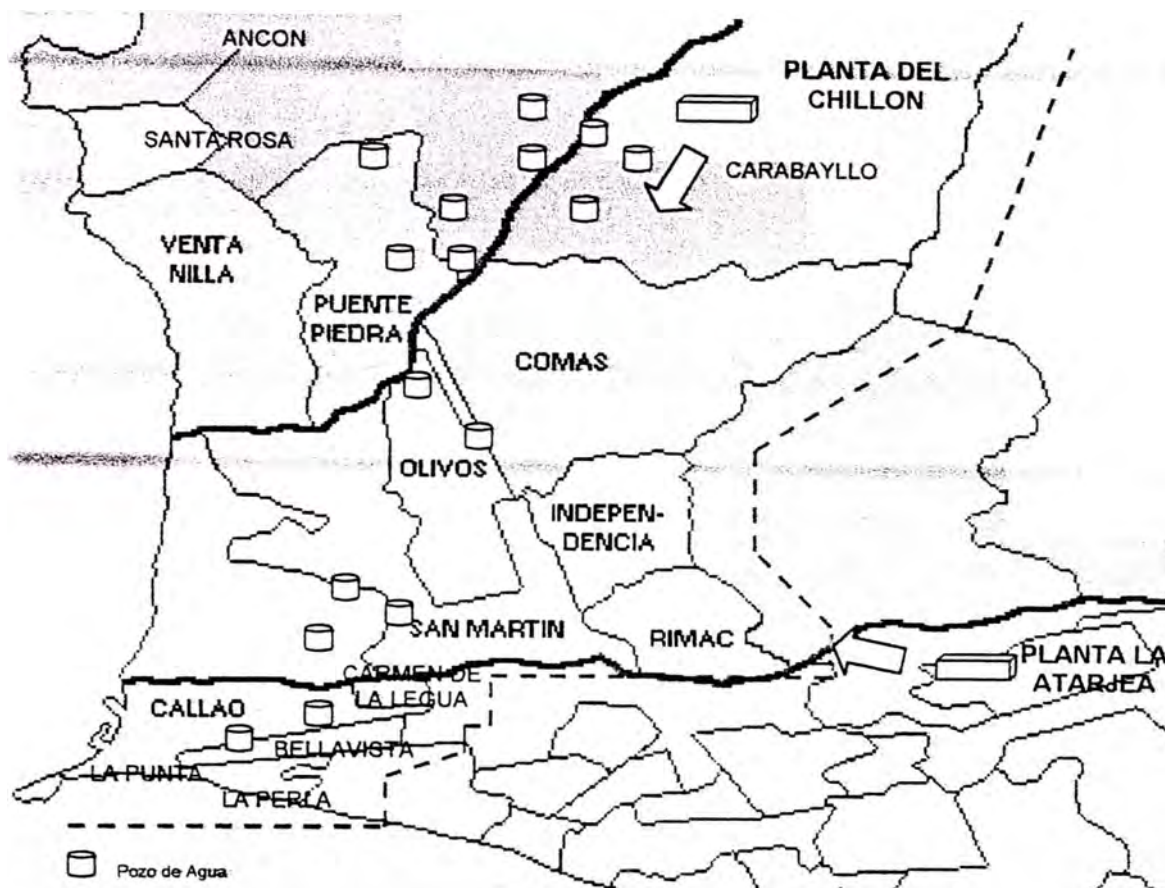 ANCON
PLANTA DEL
CHILLON
SANTA ROSA
CARABAYLLO
VENTA
NILLA
PUENTE
PIEDRA
COMAS
OLIVOS
INDEPEN-
DENCIA
SAN MARTIN
RIMAC
PLANTA LA
ATARJEA
CARMEN DE
LA LEGUA
CALLAO
BELLAVISTA
LA PUNTA
LA PERLA
Pozo de Agua